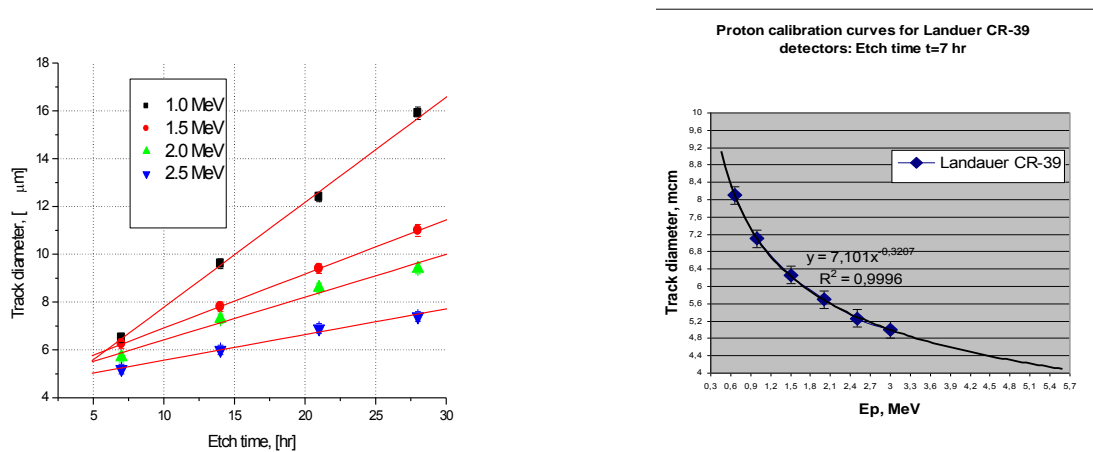 18
16
14
12
10
8
6
4
Track diameter, [ μm]
1.0 MeV
1.5 MeV
2.0 MeV
2.5 MeV
5 10 15 20 25 30
Etch time, [hr]
Proton calibration curves for Landuer CR-39
detectors: Etch time t=7 hr
10
9,6
9,2
8,8
8,4
8
7,6
7,2
6,8
6,4
6
5,6
5,2
4,8
4,4
4
Track diameter, mcm
Landauer CR-39
y = 7,101x-0,3207
R2 = 0,9996
0,3 0,6 0,9 1,2 1,5 1,8 2,1 2,4 2,7 3 3,3 3,6 3,9 4,2 4,5 4,8 5,1 5,4 5,7
Ep, MeV